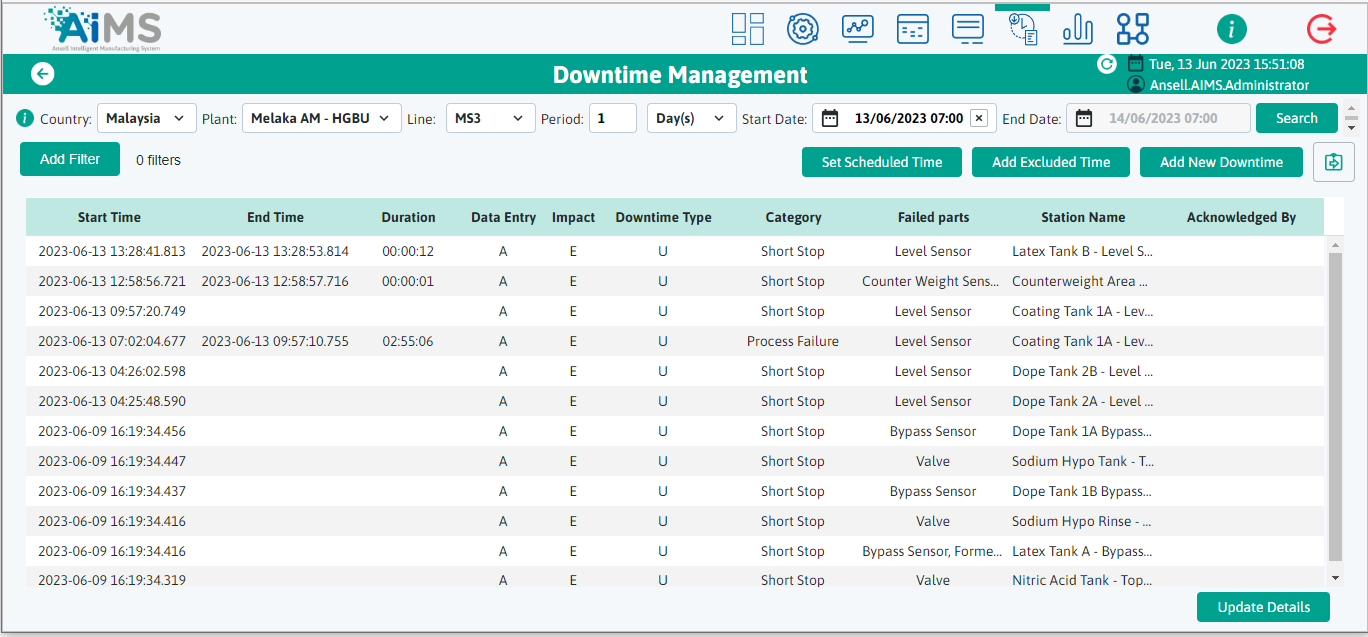 AiMS
Ansell Intelligent Manufacturing System
i
Downtime Management
Tue, 13 Jun 2023 15:51:08
Ansell.AIMS.Administrator
i Country: Malaysia Plant: Melaka AM - HGBU Line: MS3 Period: 1 Day(s) Start Date: 13/06/2023 07:00 × End Date: 14/06/2023 07:00 Search
Add Filter 0 filters Set Scheduled Time Add Excluded Time Add New Downtime
Start Time End Time Duration Data Entry Impact Downtime Type Category Failed parts Station Name Acknowledged By
2023-06-13 13:28:41.813 2023-06-13 13:28:53.814 00:00:12 A E U Short Stop Level Sensor Latex Tank B - Level S...
2023-06-13 12:58:56.721 2023-06-13 12:58:57.716 00:00:01 A E U Short Stop Counter Weight Sens... Counterweight Area ...
2023-06-13 09:57:20.749 A E U Short Stop Level Sensor Coating Tank 1A - Lev...
2023-06-13 07:02:04.677 2023-06-13 09:57:10.755 02:55:06 A E U Process Failure Level Sensor Coating Tank 1A - Lev...
2023-06-13 04:26:02.598 A E U Short Stop Level Sensor Dope Tank 2B - Level ...
2023-06-13 04:25:48.590 A E U Short Stop Level Sensor Dope Tank 2A - Level ...
2023-06-09 16:19:34.456 A E U Short Stop Bypass Sensor Dope Tank 1A Bypass...
2023-06-09 16:19:34.447 A E U Short Stop Valve Sodium Hypo Tank - T...
2023-06-09 16:19:34.437 A E U Short Stop Bypass Sensor Dope Tank 1B Bypass...
2023-06-09 16:19:34.416 A E U Short Stop Valve Sodium Hypo Rinse - ...
2023-06-09 16:19:34.416 A E U Short Stop Bypass Sensor, Forme... Latex Tank A - Bypass...
2023-06-09 16:19:34.319 A E U Short Stop Valve Nitric Acid Tank - Top...
Update Details